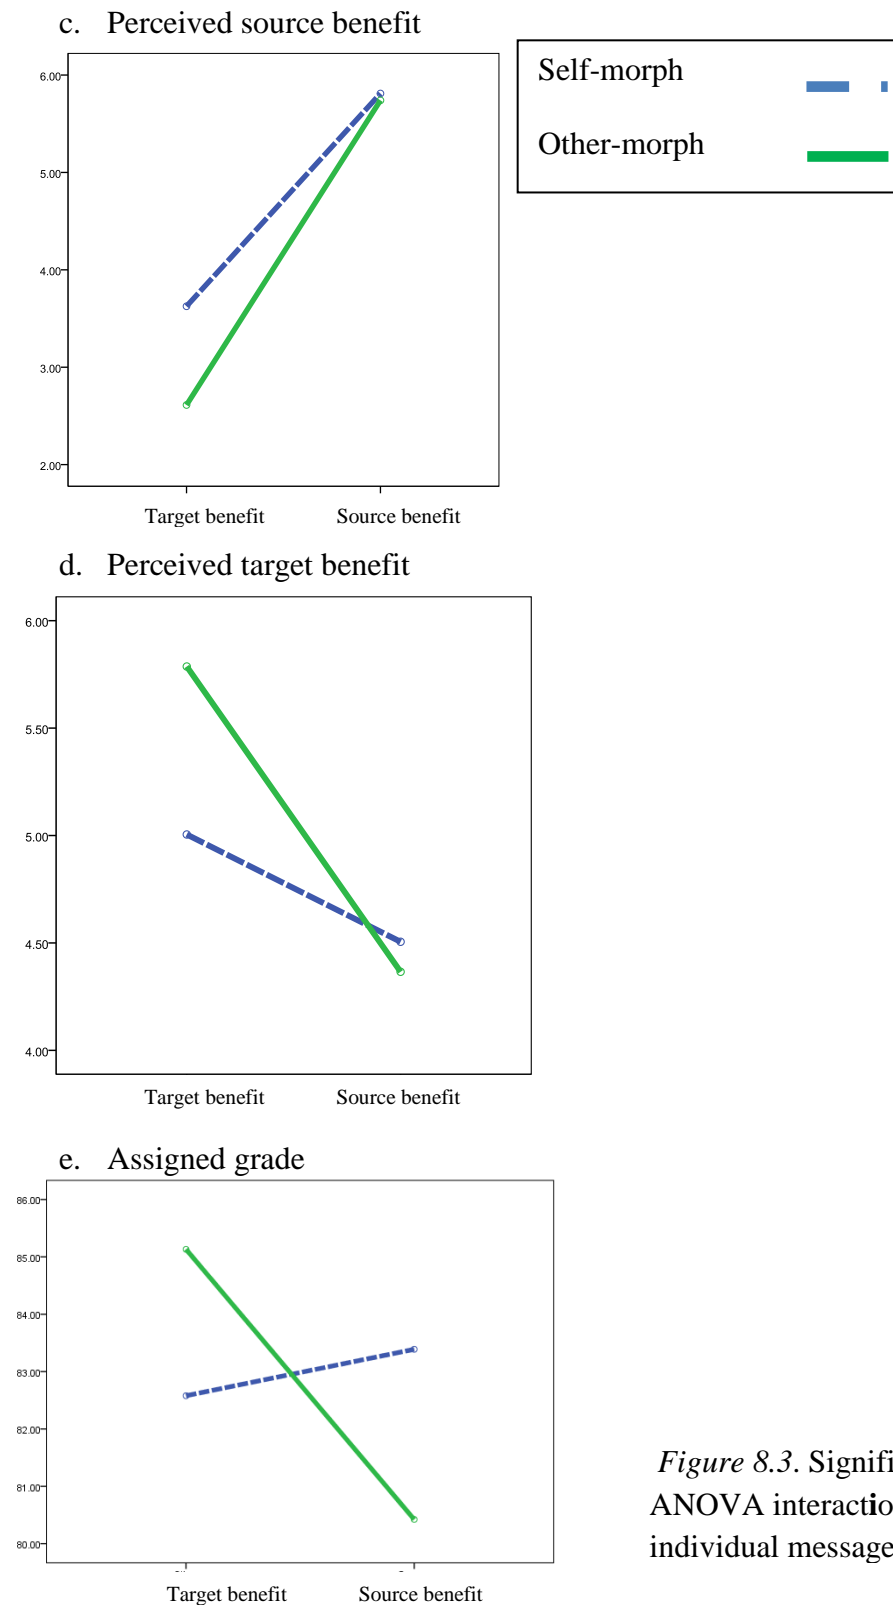 c. Perceived source benefit
Self-morph
Other-morph
6.00
5.00
4.00
3.00
2.00
Target benefit Source benefit
d. Perceived target benefit
6.00
5.50
5.00
4.50
4.00
Target benefit Source benefit
e. Assigned grade
86.00
85.00
84.00
83.00
82.00
81.00
80.00
Target benefit Source benefit
Figure 8.3. Signifi
ANOVA interactio
individual message